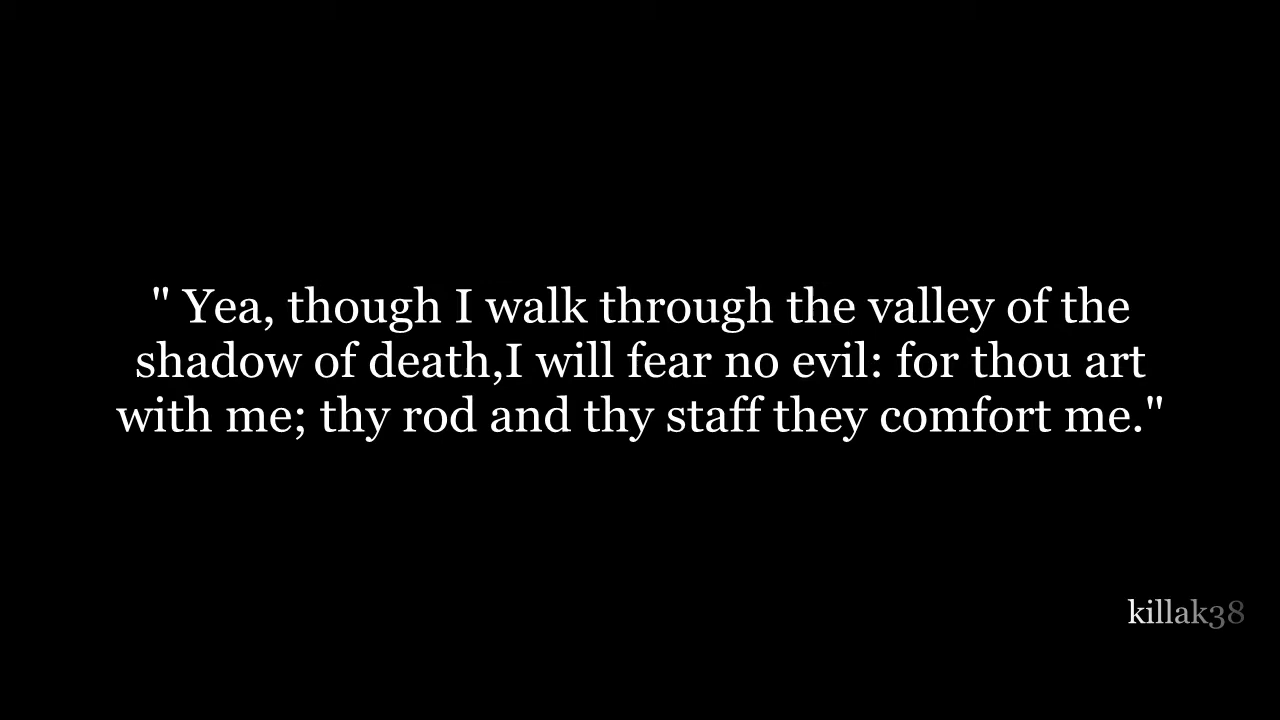 " Yea, though I walk through the valley of the
shadow of death,I will fear no evil: for thou art
with me; thy rod and thy staff they comfort me."
killak38